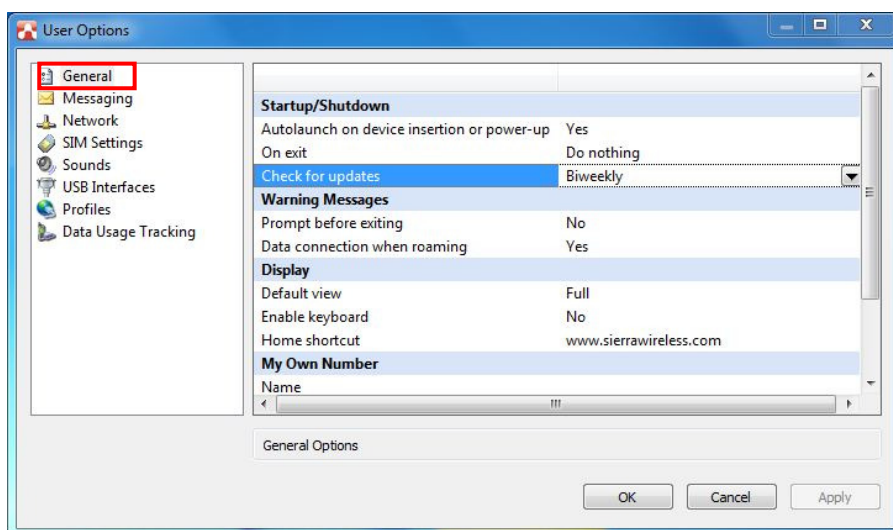 User Options
General
Messaging
Network
SIM Settings
Sounds
USB Interfaces
Profiles
Data Usage Tracking
Startup/Shutdown
Autolaunch on device insertion or power-up Yes
On exit Do nothing
Check for updates Biweekly
Warning Messages
Prompt before exiting No
Data connection when roaming Yes
Display
Default view Full
Enable keyboard No
Home shortcut www.sierrawireless.com
My Own Number
Name
General Options
OK Cancel Apply